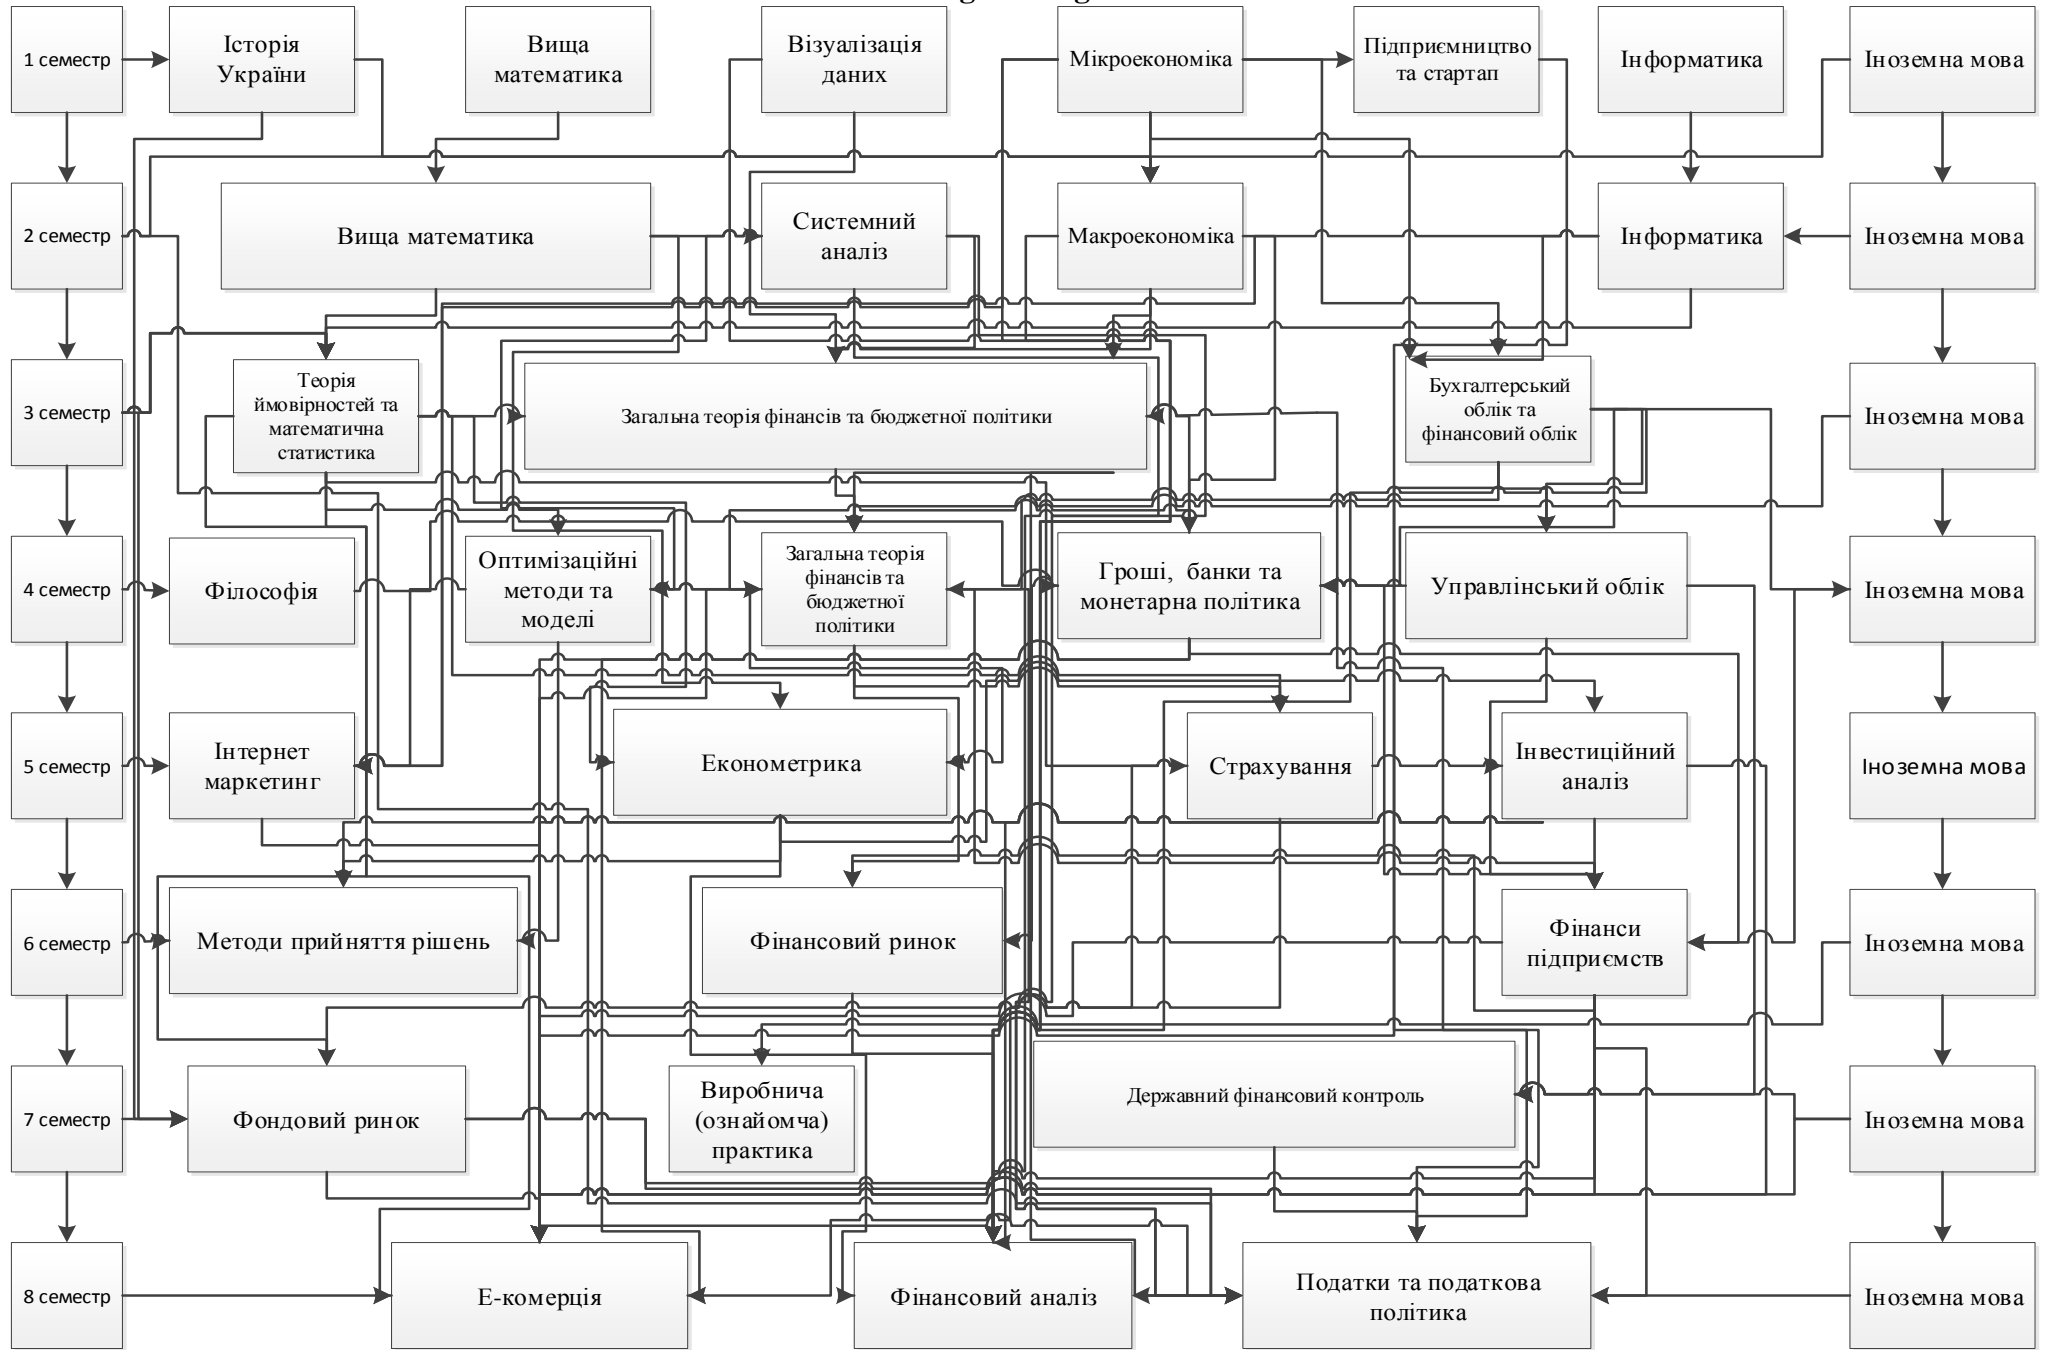 1 семестр
Історія
України
Вища
математика
Візуалізація
даних
Мікроекономіка
Підприємництво
та стартап
Інформатика
Іноземна мова
2 семестр
Вища математика
Системний
аналіз
Макроекономіка
Інформатика
Іноземна мова
3 семестр
Теорія
ймовірностей та
математична
статистика
Загальна теорія фінансів та бюджетної політики
Бухгалтерський
облік та
фінансовий облік
Іноземна мова
4 семестр
Філософія
Оптимізаційні
методи та
моделі
Загальна теорія
фінансів та
бюджетної
політики
Гроші, банки та
монетарна політика
Управлінський облік
Іноземна мова
5 семестр
Інтернет
маркетинг
Економетрика
Страхування
Інвестиційний
аналіз
Іноземна мова
6 семестр
Методи прийняття рішень
Фінансовий ринок
Фінанси
підприємств
Іноземна мова
7 семестр
Фондовий ринок
Виробнича
(ознайомча)
практика
Державний фінансовий контроль
Іноземна мова
8 семестр
Е-комерція
Фінансовий аналіз
Податки та податкова
політика
Іноземна мова